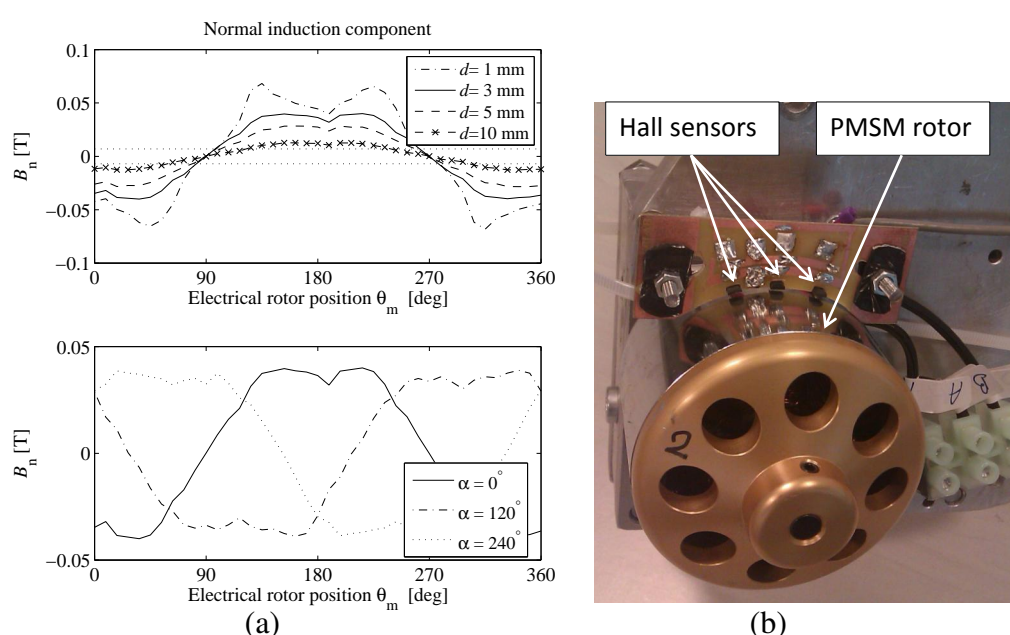 Normal induction component
0.1
0.05
0
−0.05
−0.1
B_n [T]
d= 1 mm
d= 3 mm
d= 5 mm
d=10 mm
0 90 180 270 360
Electrical rotor position θ_m [deg]
0.05
0
−0.05
B_n [T]
α = 0°
α = 120°
α = 240°
0 90 180 270 360
Electrical rotor position θ_m [deg]
(a)
Hall sensors
PMSM rotor
2
A
B
(b)